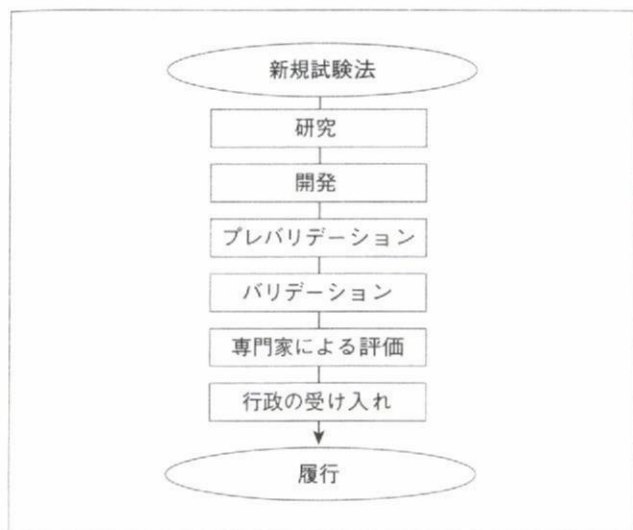 新規試験法
研究
開発
プレバリデーション
バリデーション
専門家による評価
行政の受け入れ
履行